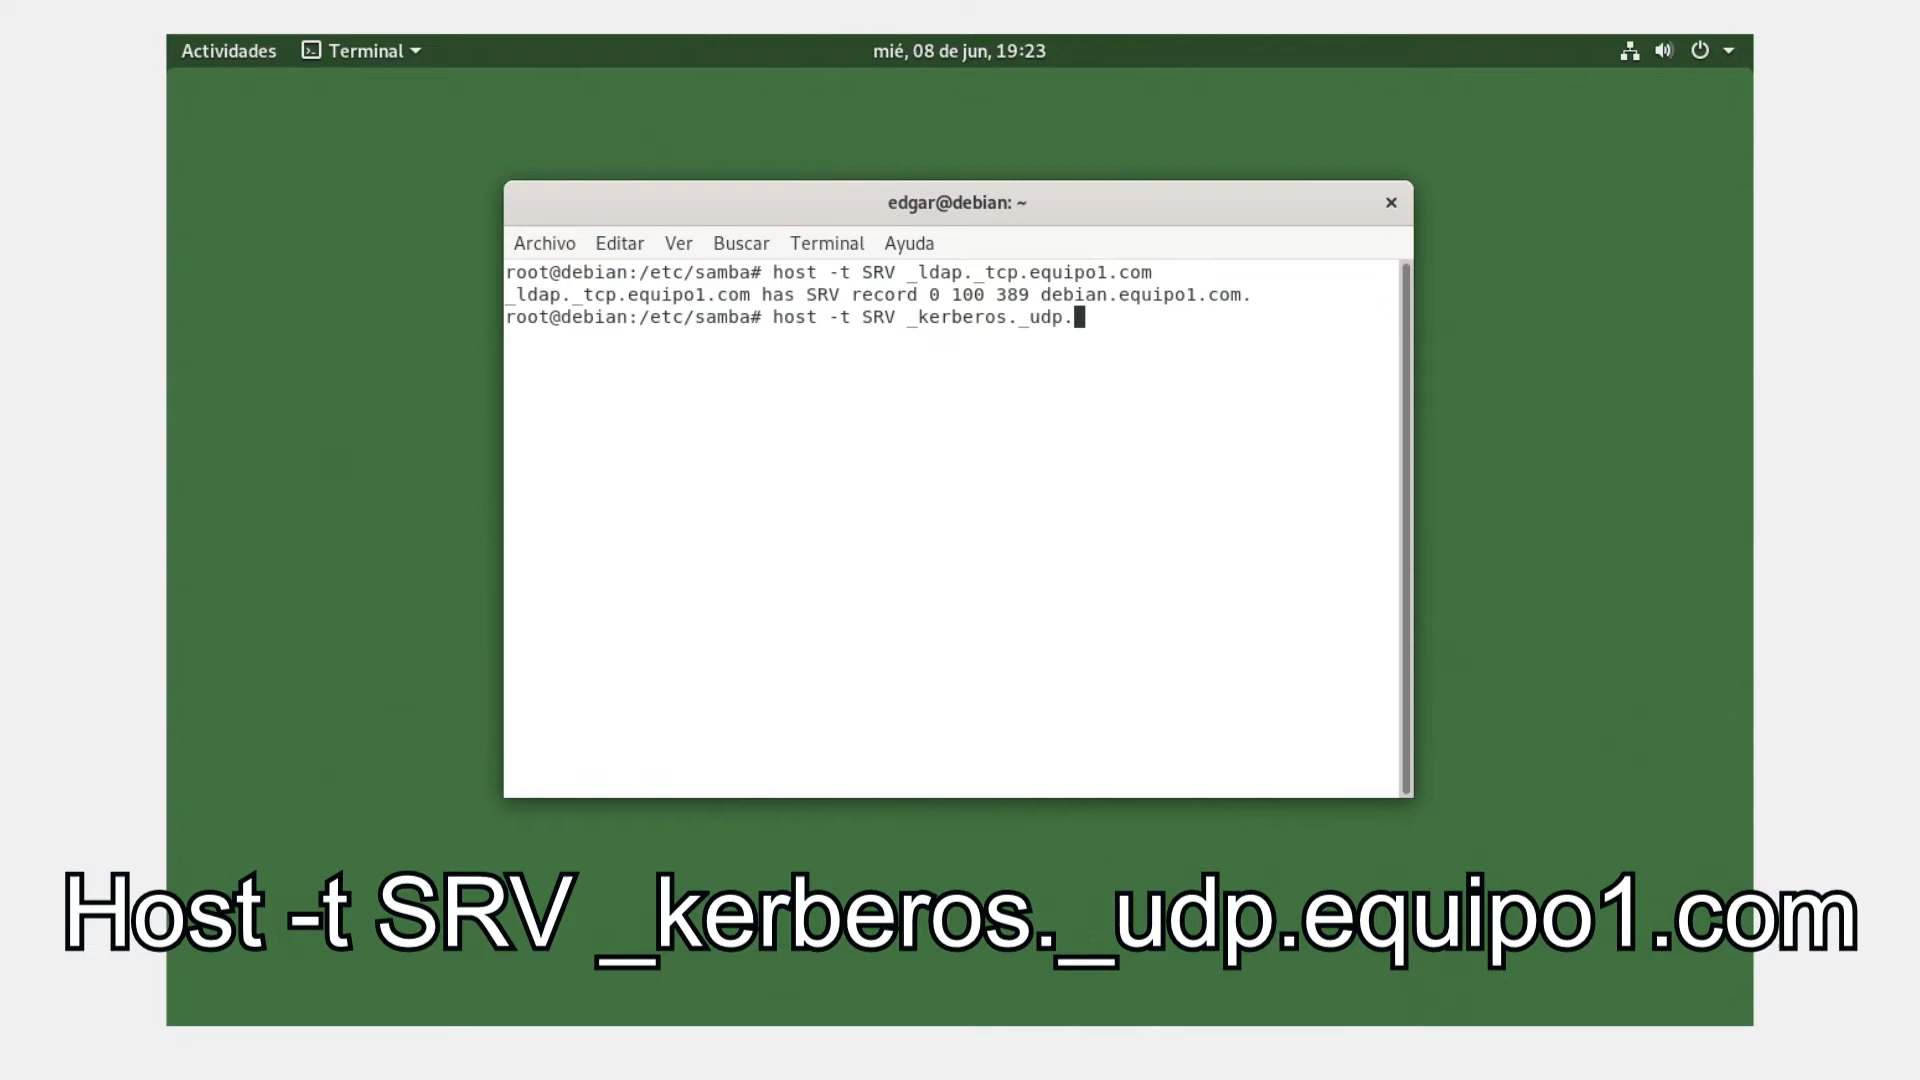 Actividades Terminal mié, 08 de jun, 19:23
edgar@debian: ~
Archivo Editar Ver Buscar Terminal Ayuda
root@debian:/etc/samba# host -t SRV _ldap._tcp.equipo1.com
_ldap._tcp.equipo1.com has SRV record 0 100 389 debian.equipo1.com.
root@debian:/etc/samba# host -t SRV _kerberos._udp.
Host -t SRV _kerberos._udp.equipo1.com